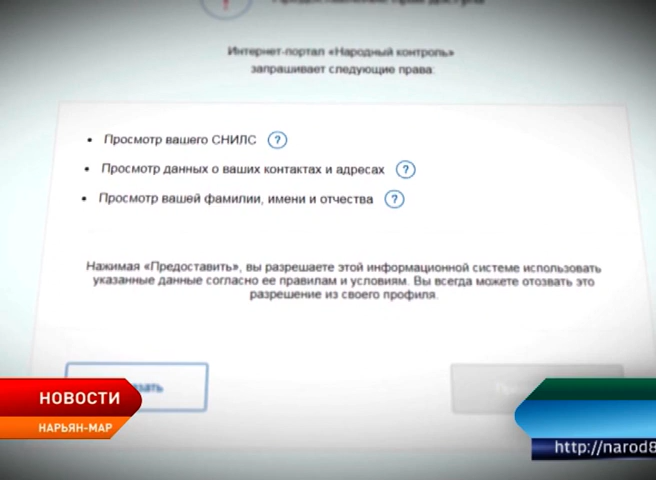 Интернет-портал «Народный контроль»
запрашивает следующие права:
• Просмотр вашего СНИЛС ?
• Просмотр данных о ваших контактах и адресах ?
• Просмотр вашей фамилии, имени и отчества ?
Нажимая «Предоставить», вы разрешаете этой информационной системе использовать
указанные данные согласно ее правилам и условиям. Вы всегда можете отозвать это
разрешение из своего профиля.
НОВОСТИ
НАРЬЯН-МАР
http://narod8